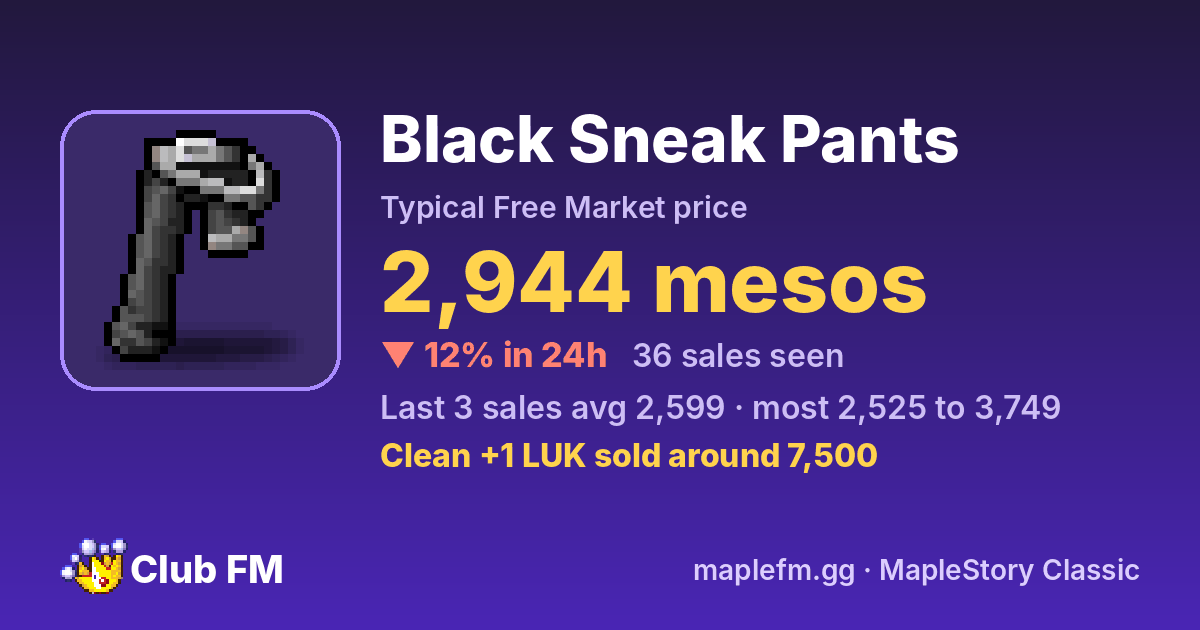 Black Sneak Pants
Typical Free Market price
2,944 mesos
▼ 12% in 24h 36 sales seen
Last 3 sales avg 2,599 · most 2,525 to 3,749
Clean +1 LUK sold around 7,500
Club FM
maplefm.gg · MapleStory Classic